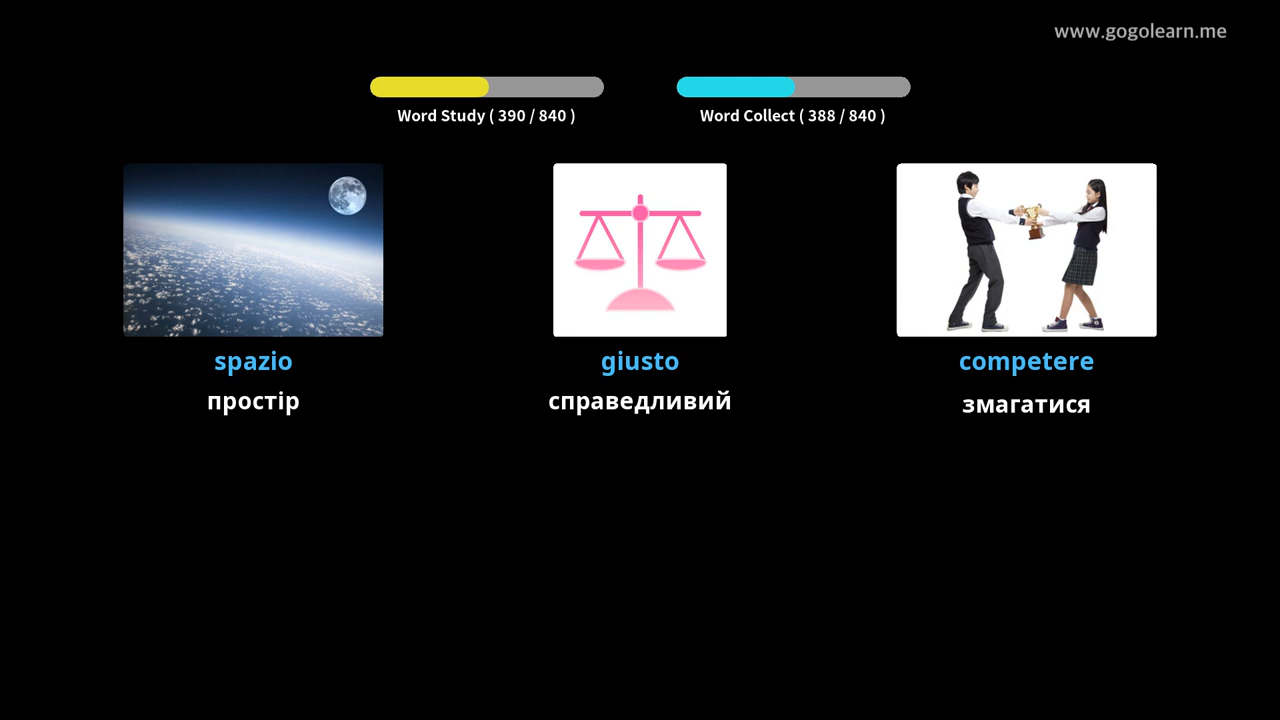 www.gogolearn.me
Word Study ( 390 / 840 )
Word Collect ( 388 / 840 )
spazio
простір
giusto
справедливий
competere
змагатися